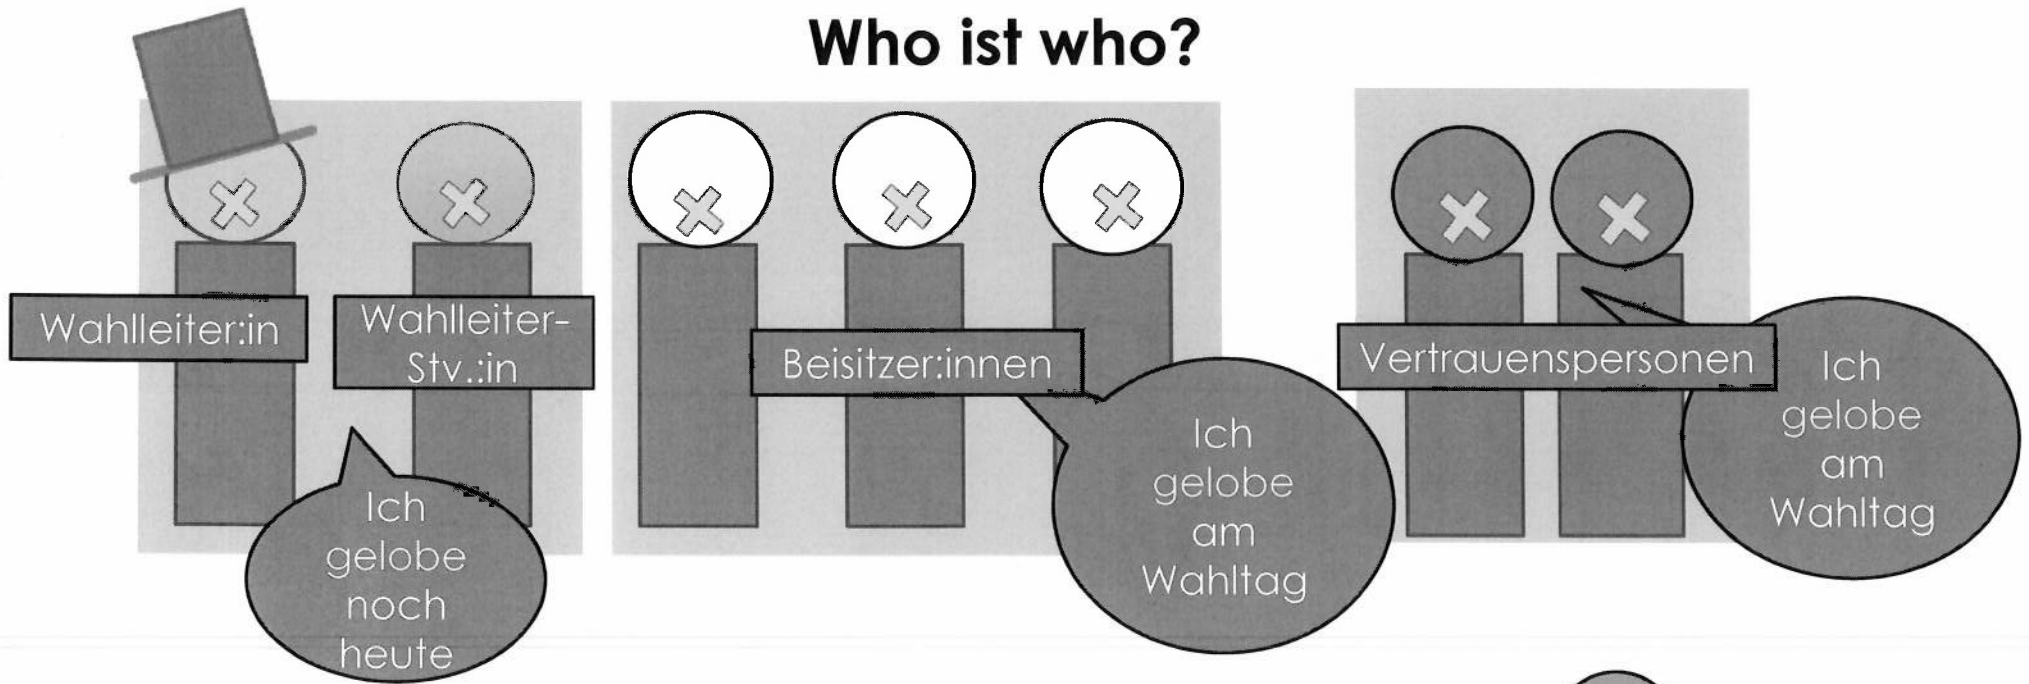 Who ist who?
Wahlleiter:in
Wahlleiter-
Stv.:in
Beisitzer:innen
Vertrauenspersonen
Ich
gelobe
noch
heute
Ich
gelobe
am
Wahltag
Ich
gelobe
am
Wahltag